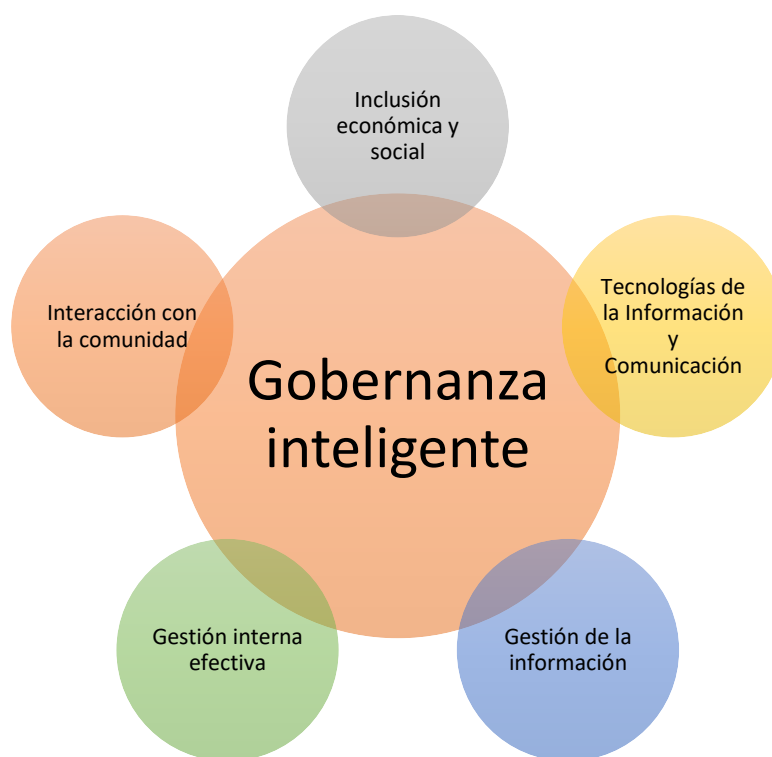 Inclusión
económica y
social
Tecnologías de
la Información
y
Comunicación
Gestión de la
información
Gestión interna
efectiva
Interacción con
la comunidad
Gobernanza
inteligente